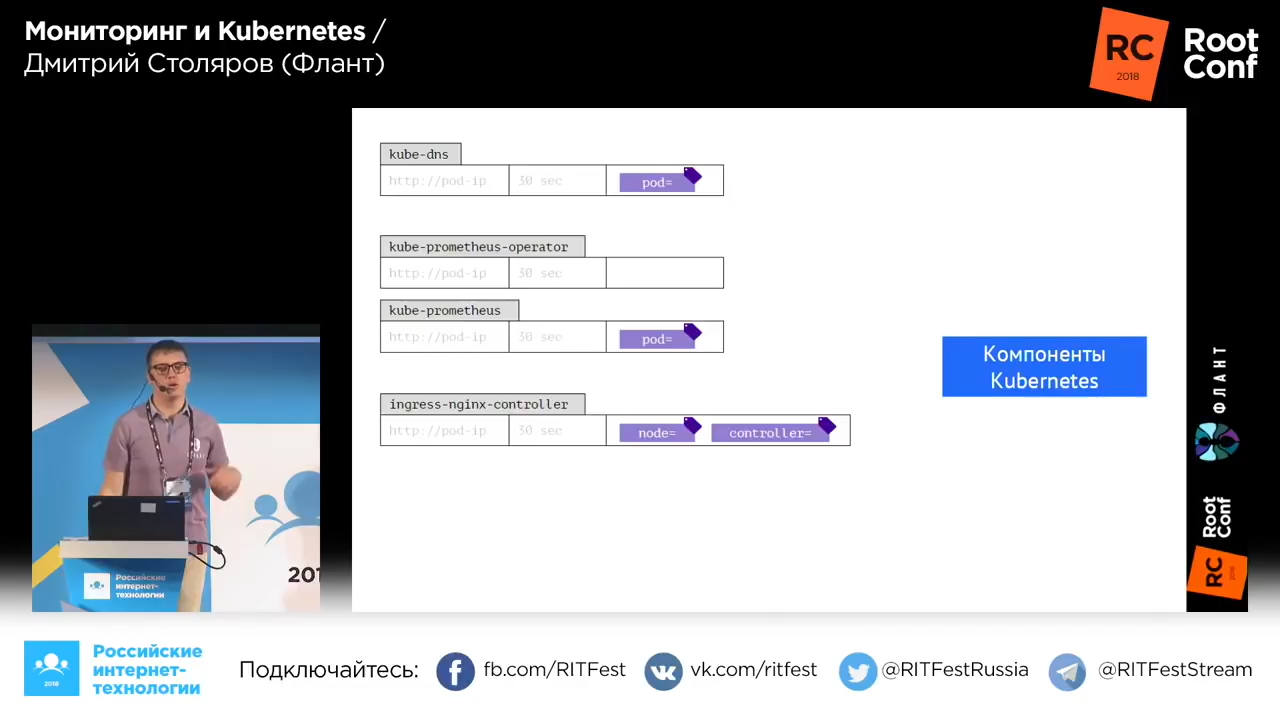 Мониторинг и Kubernetes /
Дмитрий Столяров (Флант)
RC
2018
Root
Conf
kube-dns
http://pod-ip
30 sec
pod=
kube-prometheus-operator
http://pod-ip
30 sec
kube-prometheus
http://pod-ip
30 sec
pod=
ingress-nginx-controller
http://pod-ip
30 sec
node=
controller=
Компоненты
Kubernetes
ФЛАНТ
Root
Conf
RC
Российские
интернет-
технологии
201
2018
Российские
интернет-
технологии
Подключайтесь:
fb.com/RITFest
vk.com/ritfest
@RITFestRussia
@RITFestStream